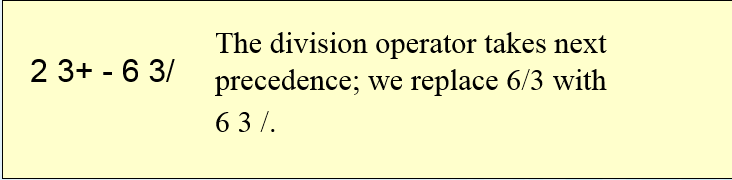 2 3+ - 6 3/
The division operator takes next
precedence; we replace 6/3 with
6 3 /.